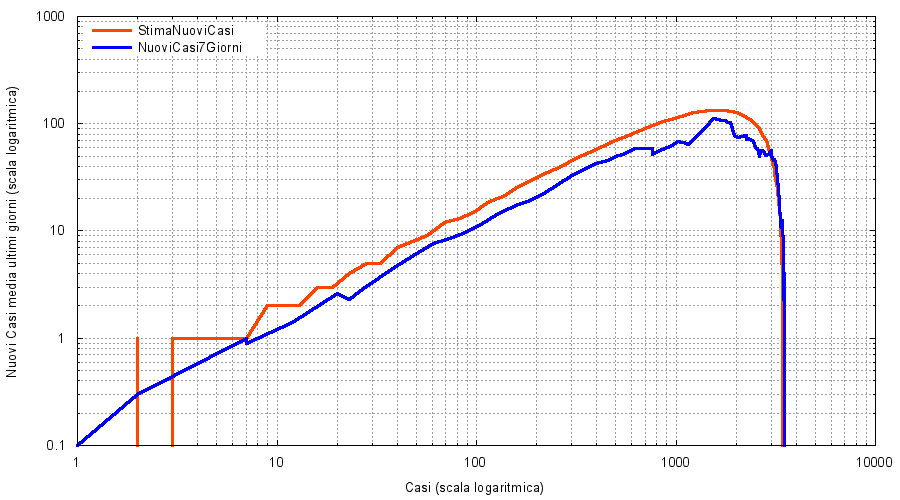 StimaNuoviCasi
NuoviCasi7Giorni
Nuovi Casi media ultimi giorni (scala logaritmica)
1000
100
10
1
0.1
1
10
100
1000
10000
Casi (scala logaritmica)